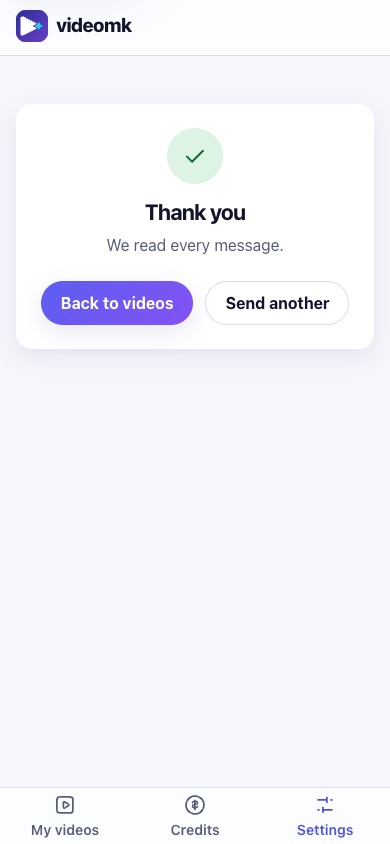 videomk
Thank you
We read every message.
Back to videos
Send another
My videos
Credits
Settings